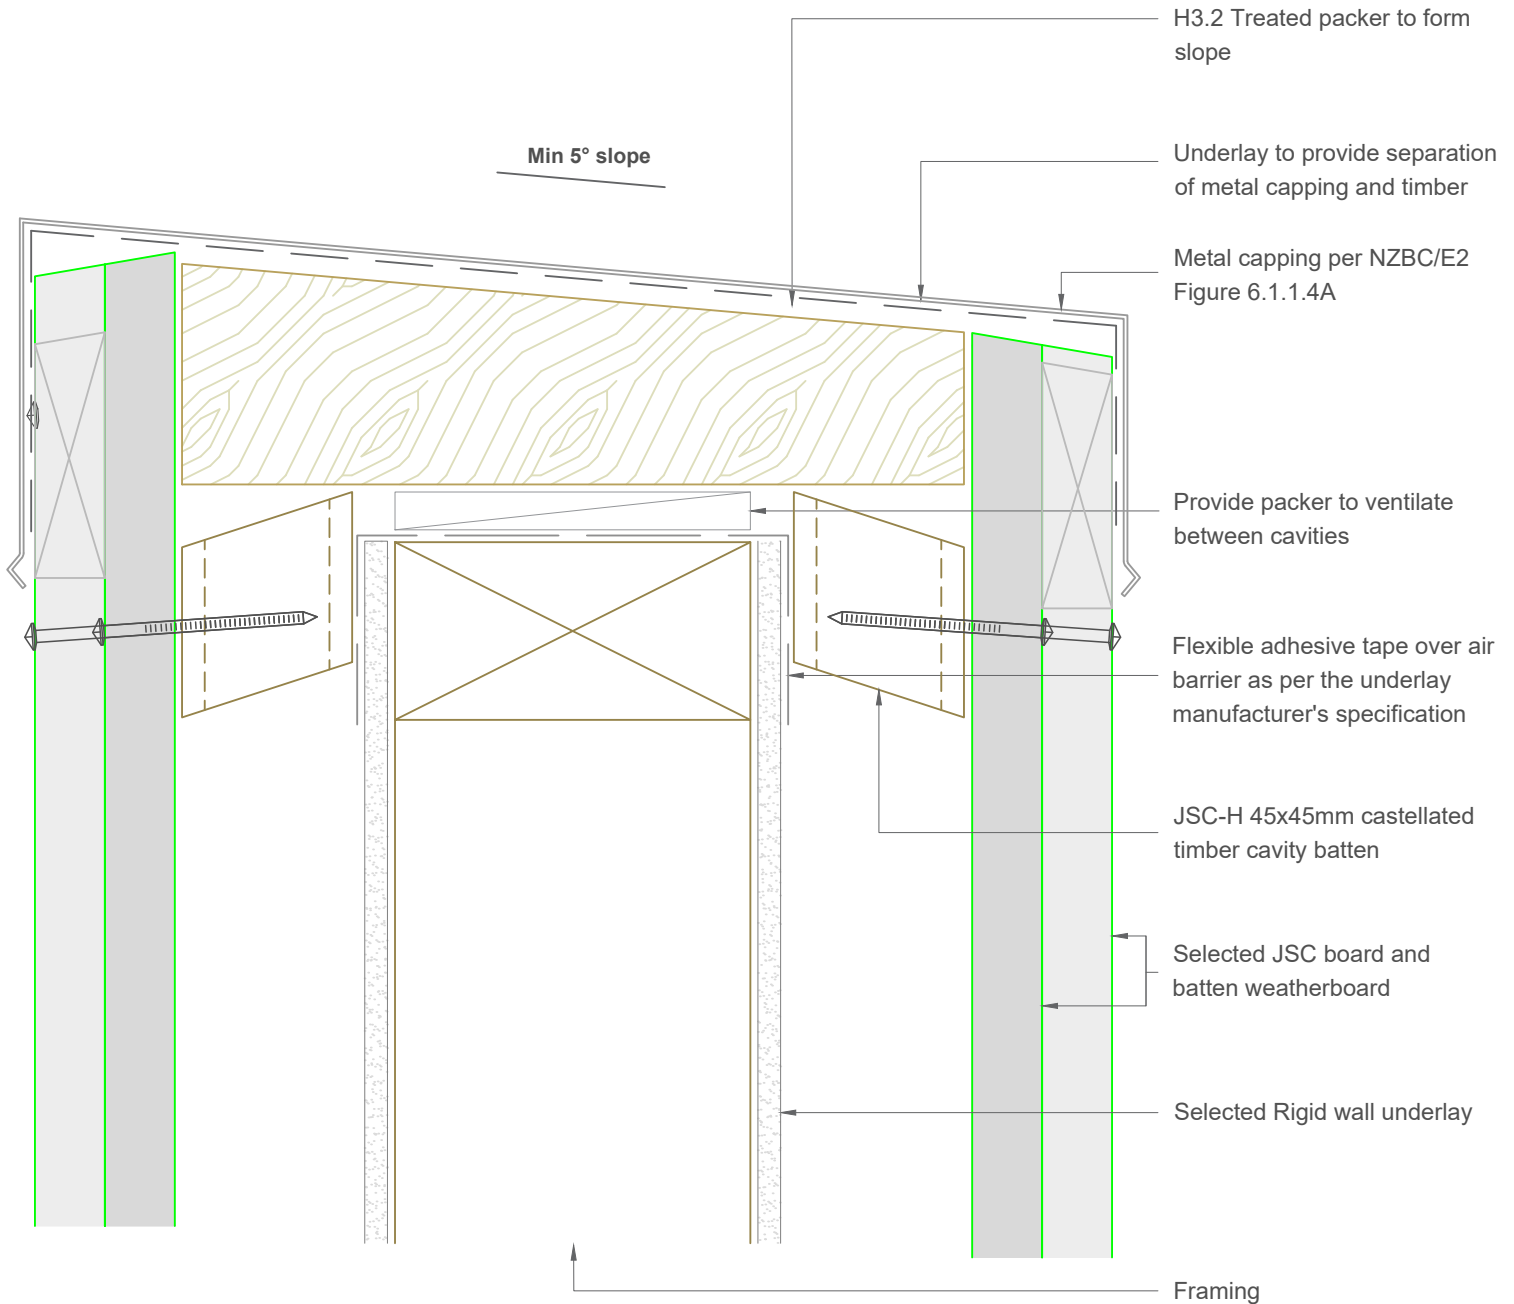 H3.2 Treated packer to form
slope
Min 5° slope
Underlay to provide separation
of metal capping and timber
Metal capping per NZBC/E2
Figure 6.1.1.4A
Provide packer to ventilate
between cavities
Flexible adhesive tape over air
barrier as per the underlay
manufacturer's specification
JSC-H 45x45mm castellated
timber cavity batten
Selected JSC board and
batten weatherboard
Selected Rigid wall underlay
Framing